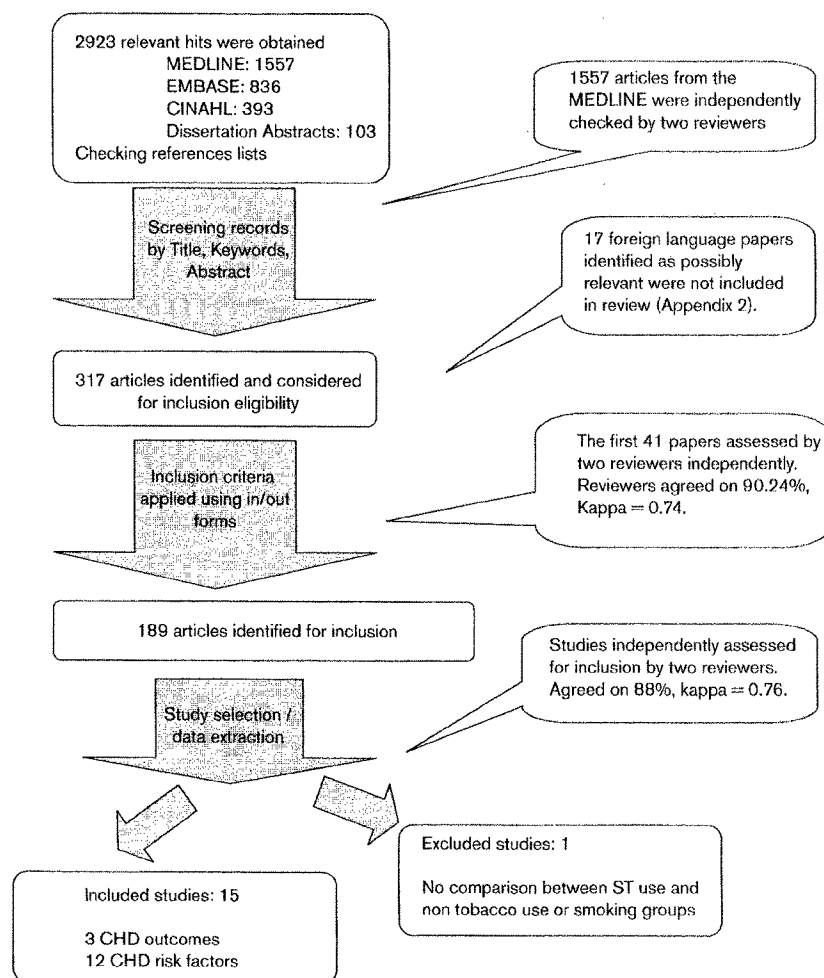 2923 relevant hits were obtained
MEDLINE: 1557
EMBASE: 836
CINAHL: 393
Dissertation Abstracts: 103
Checking references lists
1557 articles from the
MEDLINE were independently
checked by two reviewers
Screening records
by Title, Keywords,
Abstract
17 foreign language papers
identified as possibly
relevant were not included
in review (Appendix 2).
317 articles identified and considered
for inclusion eligibility
Inclusion criteria
applied using in/out
forms
The first 41 papers assessed by
two reviewers independently.
Reviewers agreed on 90.24%,
Kappa = 0.74.
189 articles identified for inclusion
Studies independently assessed
for inclusion by two reviewers.
Agreed on 88%, kappa = 0.76.
Study selection /
data extraction
Excluded studies: 1
No comparison between ST use and
non tobacco use or smoking groups
Included studies: 15
3 CHD outcomes
12 CHD risk factors